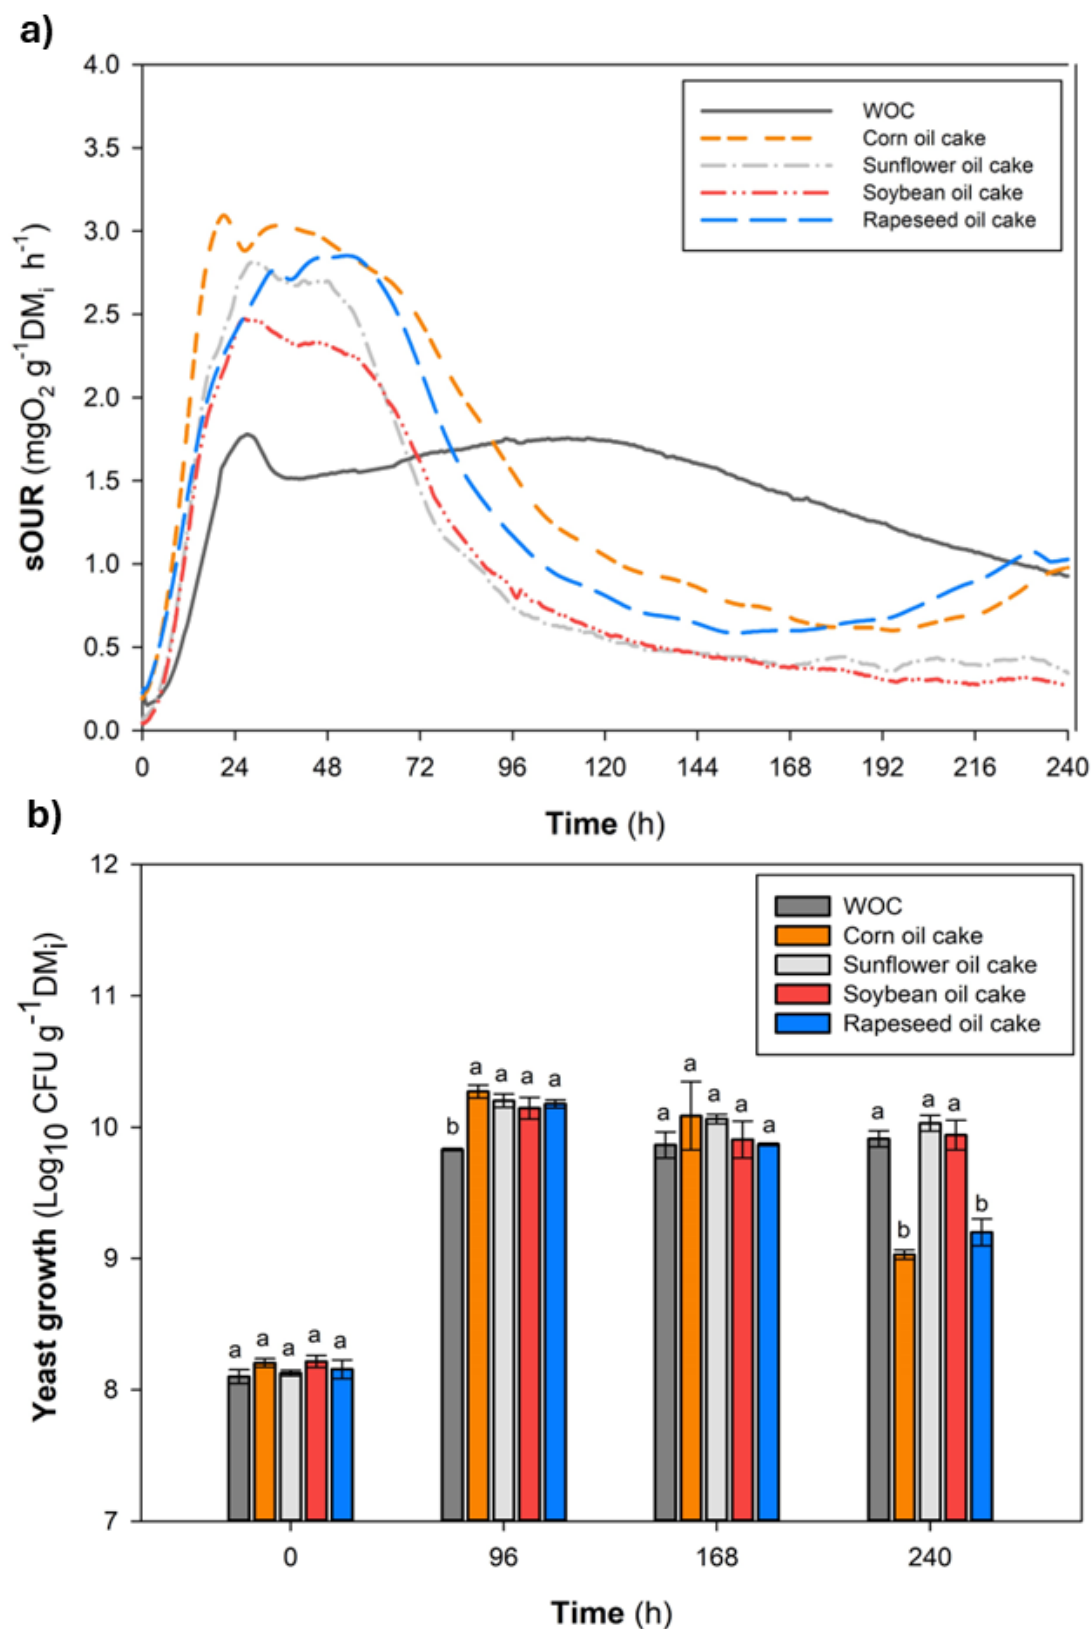 a)
sOUR (mgO₂ g⁻¹DMᵢ h⁻¹)
4.0
3.5
3.0
2.5
2.0
1.5
1.0
0.5
0.0
WOC
Corn oil cake
Sunflower oil cake
Soybean oil cake
Rapeseed oil cake
0 24 48 72 96 120 144 168 192 216 240
Time (h)
b)
Yeast growth (Log₁₀ CFU g⁻¹DMᵢ)
12
11
10
9
8
7
WOC
Corn oil cake
Sunflower oil cake
Soybean oil cake
Rapeseed oil cake
a a a a a
b a a a a
a a a a a
a b a a b
0 96 168 240
Time (h)